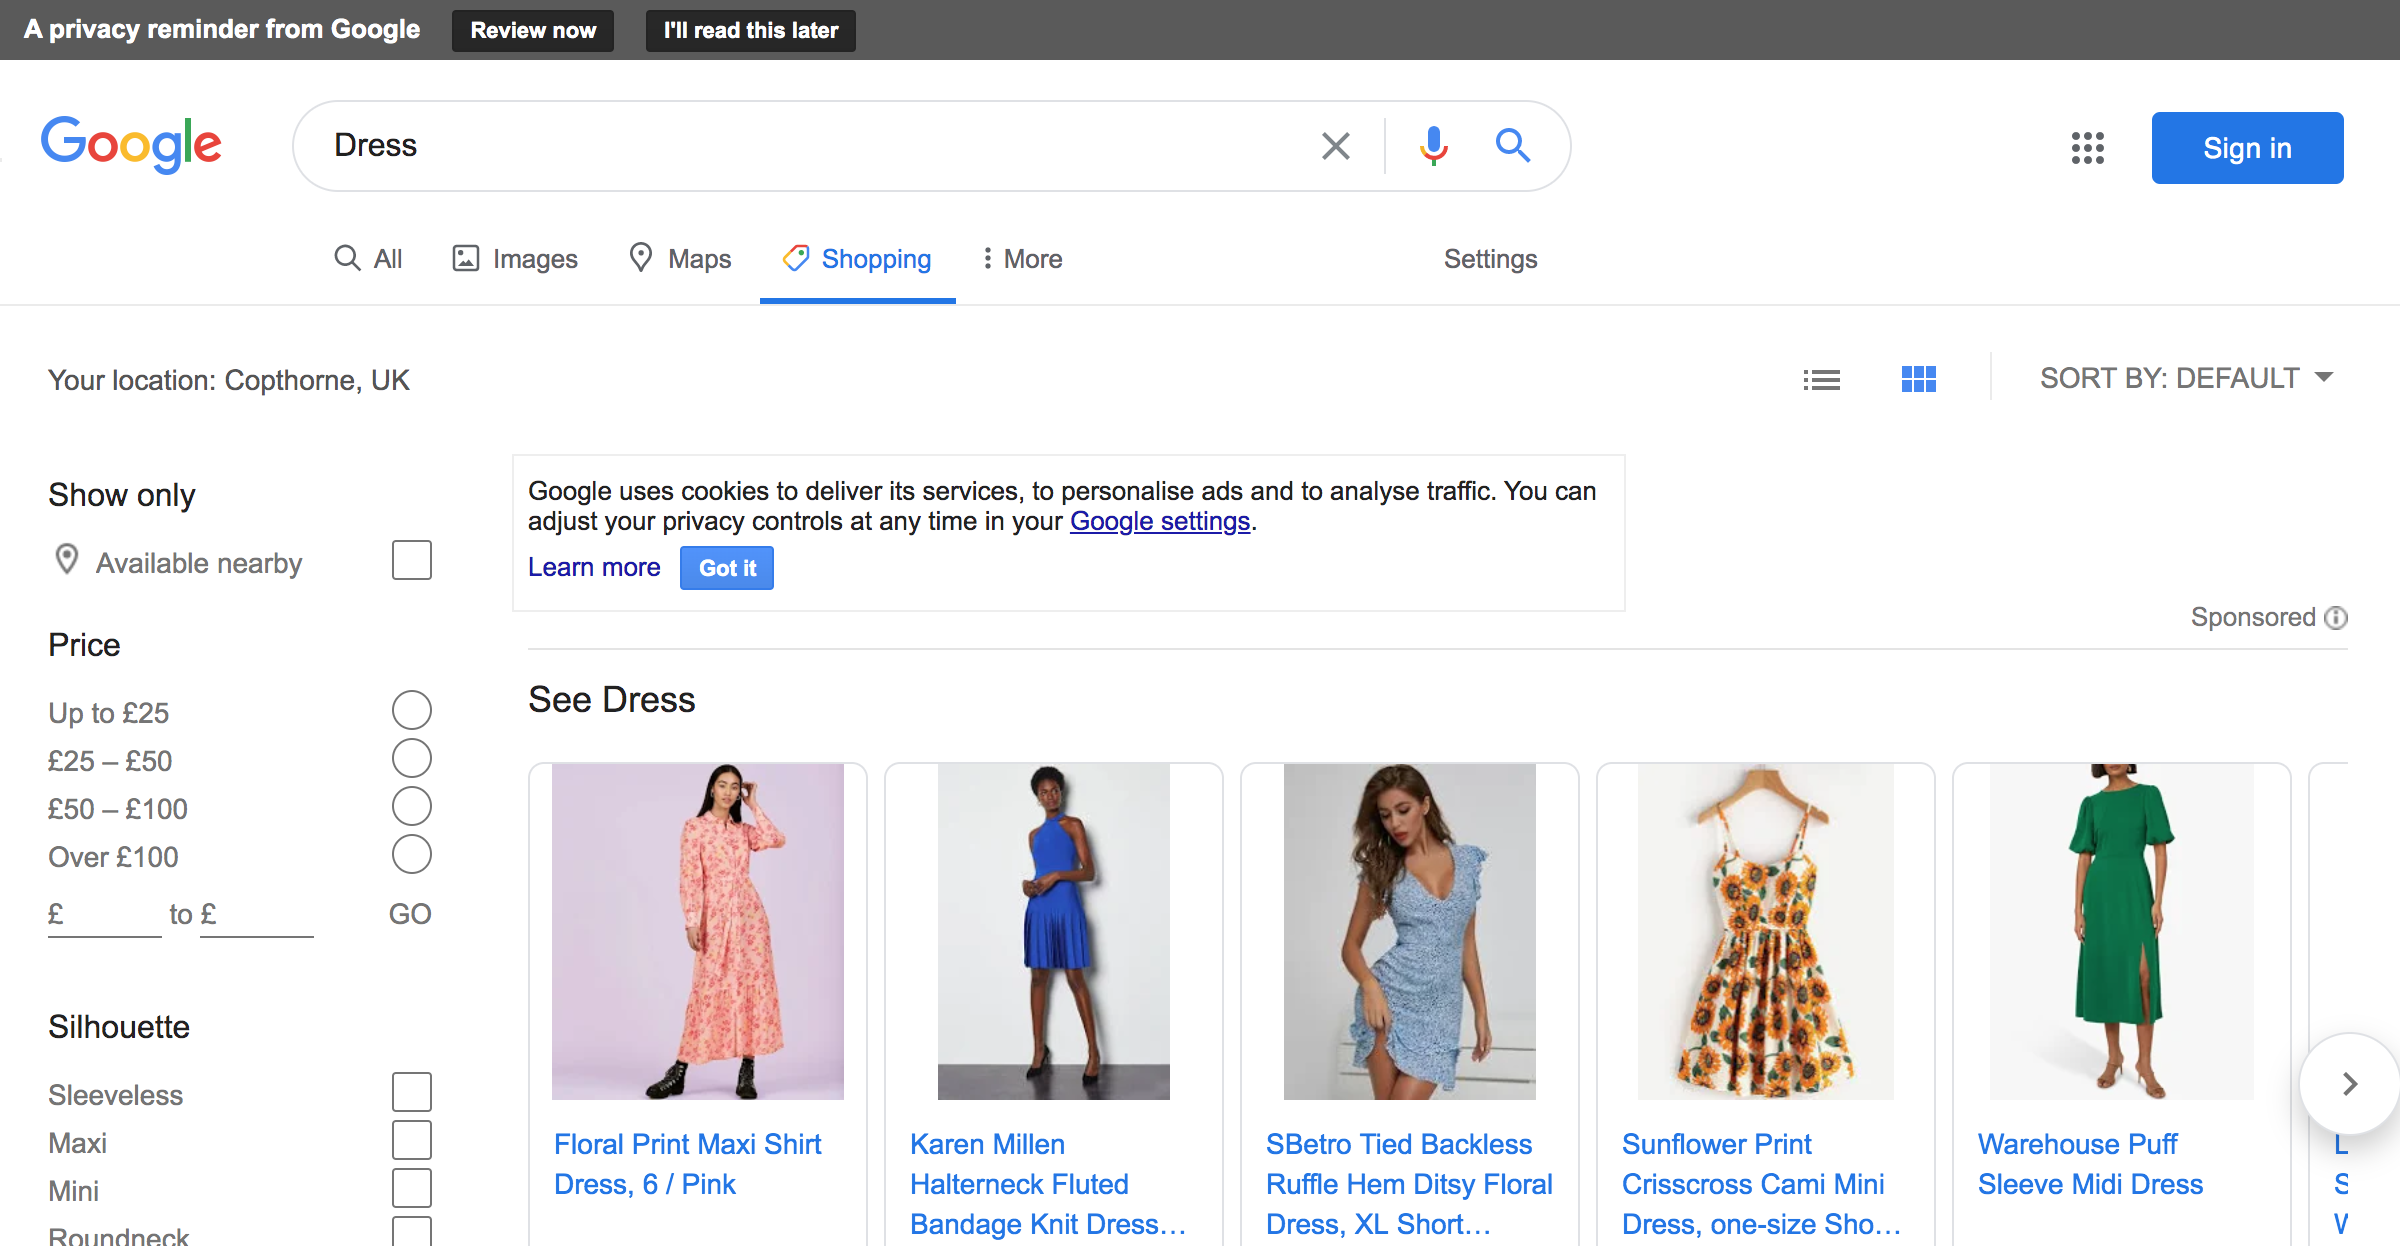 A privacy reminder from Google
Review now
I'll read this later
Google
Dress
Sign in
All
Images
Maps
Shopping
More
Settings
Your location: Copthorne, UK
SORT BY: DEFAULT
Show only
Available nearby
Price
Up to £25
£25 – £50
£50 – £100
Over £100
£ to £ GO
Silhouette
Sleeveless
Maxi
Mini
Roundneck
Google uses cookies to deliver its services, to personalise ads and to analyse traffic. You can
adjust your privacy controls at any time in your Google settings.
Learn more
Got it
Sponsored
See Dress
Floral Print Maxi Shirt
Dress, 6 / Pink
Karen Millen
Halterneck Fluted
Bandage Knit Dress…
SBetro Tied Backless
Ruffle Hem Ditsy Floral
Dress, XL Short…
Sunflower Print
Crisscross Cami Mini
Dress, one-size Sho…
Warehouse Puff
Sleeve Midi Dress